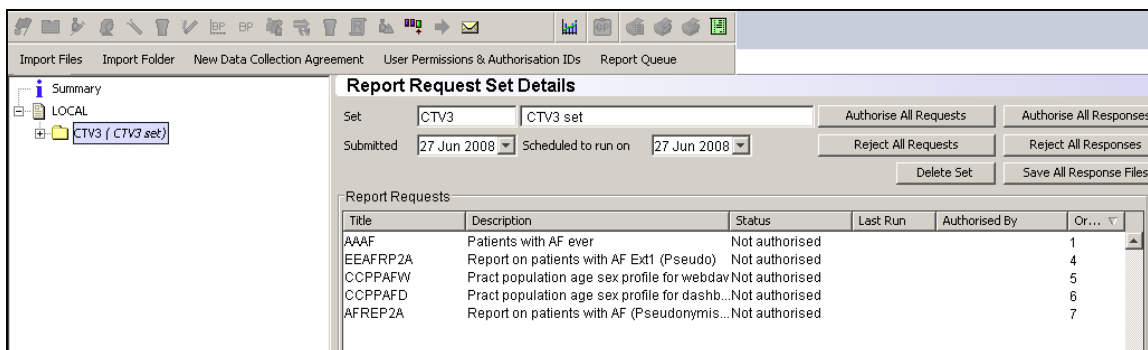 BP BP
GP
Import Files Import Folder New Data Collection Agreement User Permissions & Authorisation IDs Report Queue
Summary
LOCAL
CTV3 ( CTV3 set)
Report Request Set Details
Set CTV3 CTV3 set Authorise All Requests Authorise All Responses
Submitted 27 Jun 2008 Scheduled to run on 27 Jun 2008 Reject All Requests Reject All Responses
Delete Set Save All Response Files
Report Requests
Title Description Status Last Run Authorised By Or...
AAAF Patients with AF ever Not authorised 1
EEAFRP2A Report on patients with AF Ext1 (Pseudo) Not authorised 4
CCPPAFW Pract population age sex profile for webdav Not authorised 5
CCPPAFD Pract population age sex profile for dashb... Not authorised 6
AFREP2A Report on patients with AF (Pseudonymis... Not authorised 7